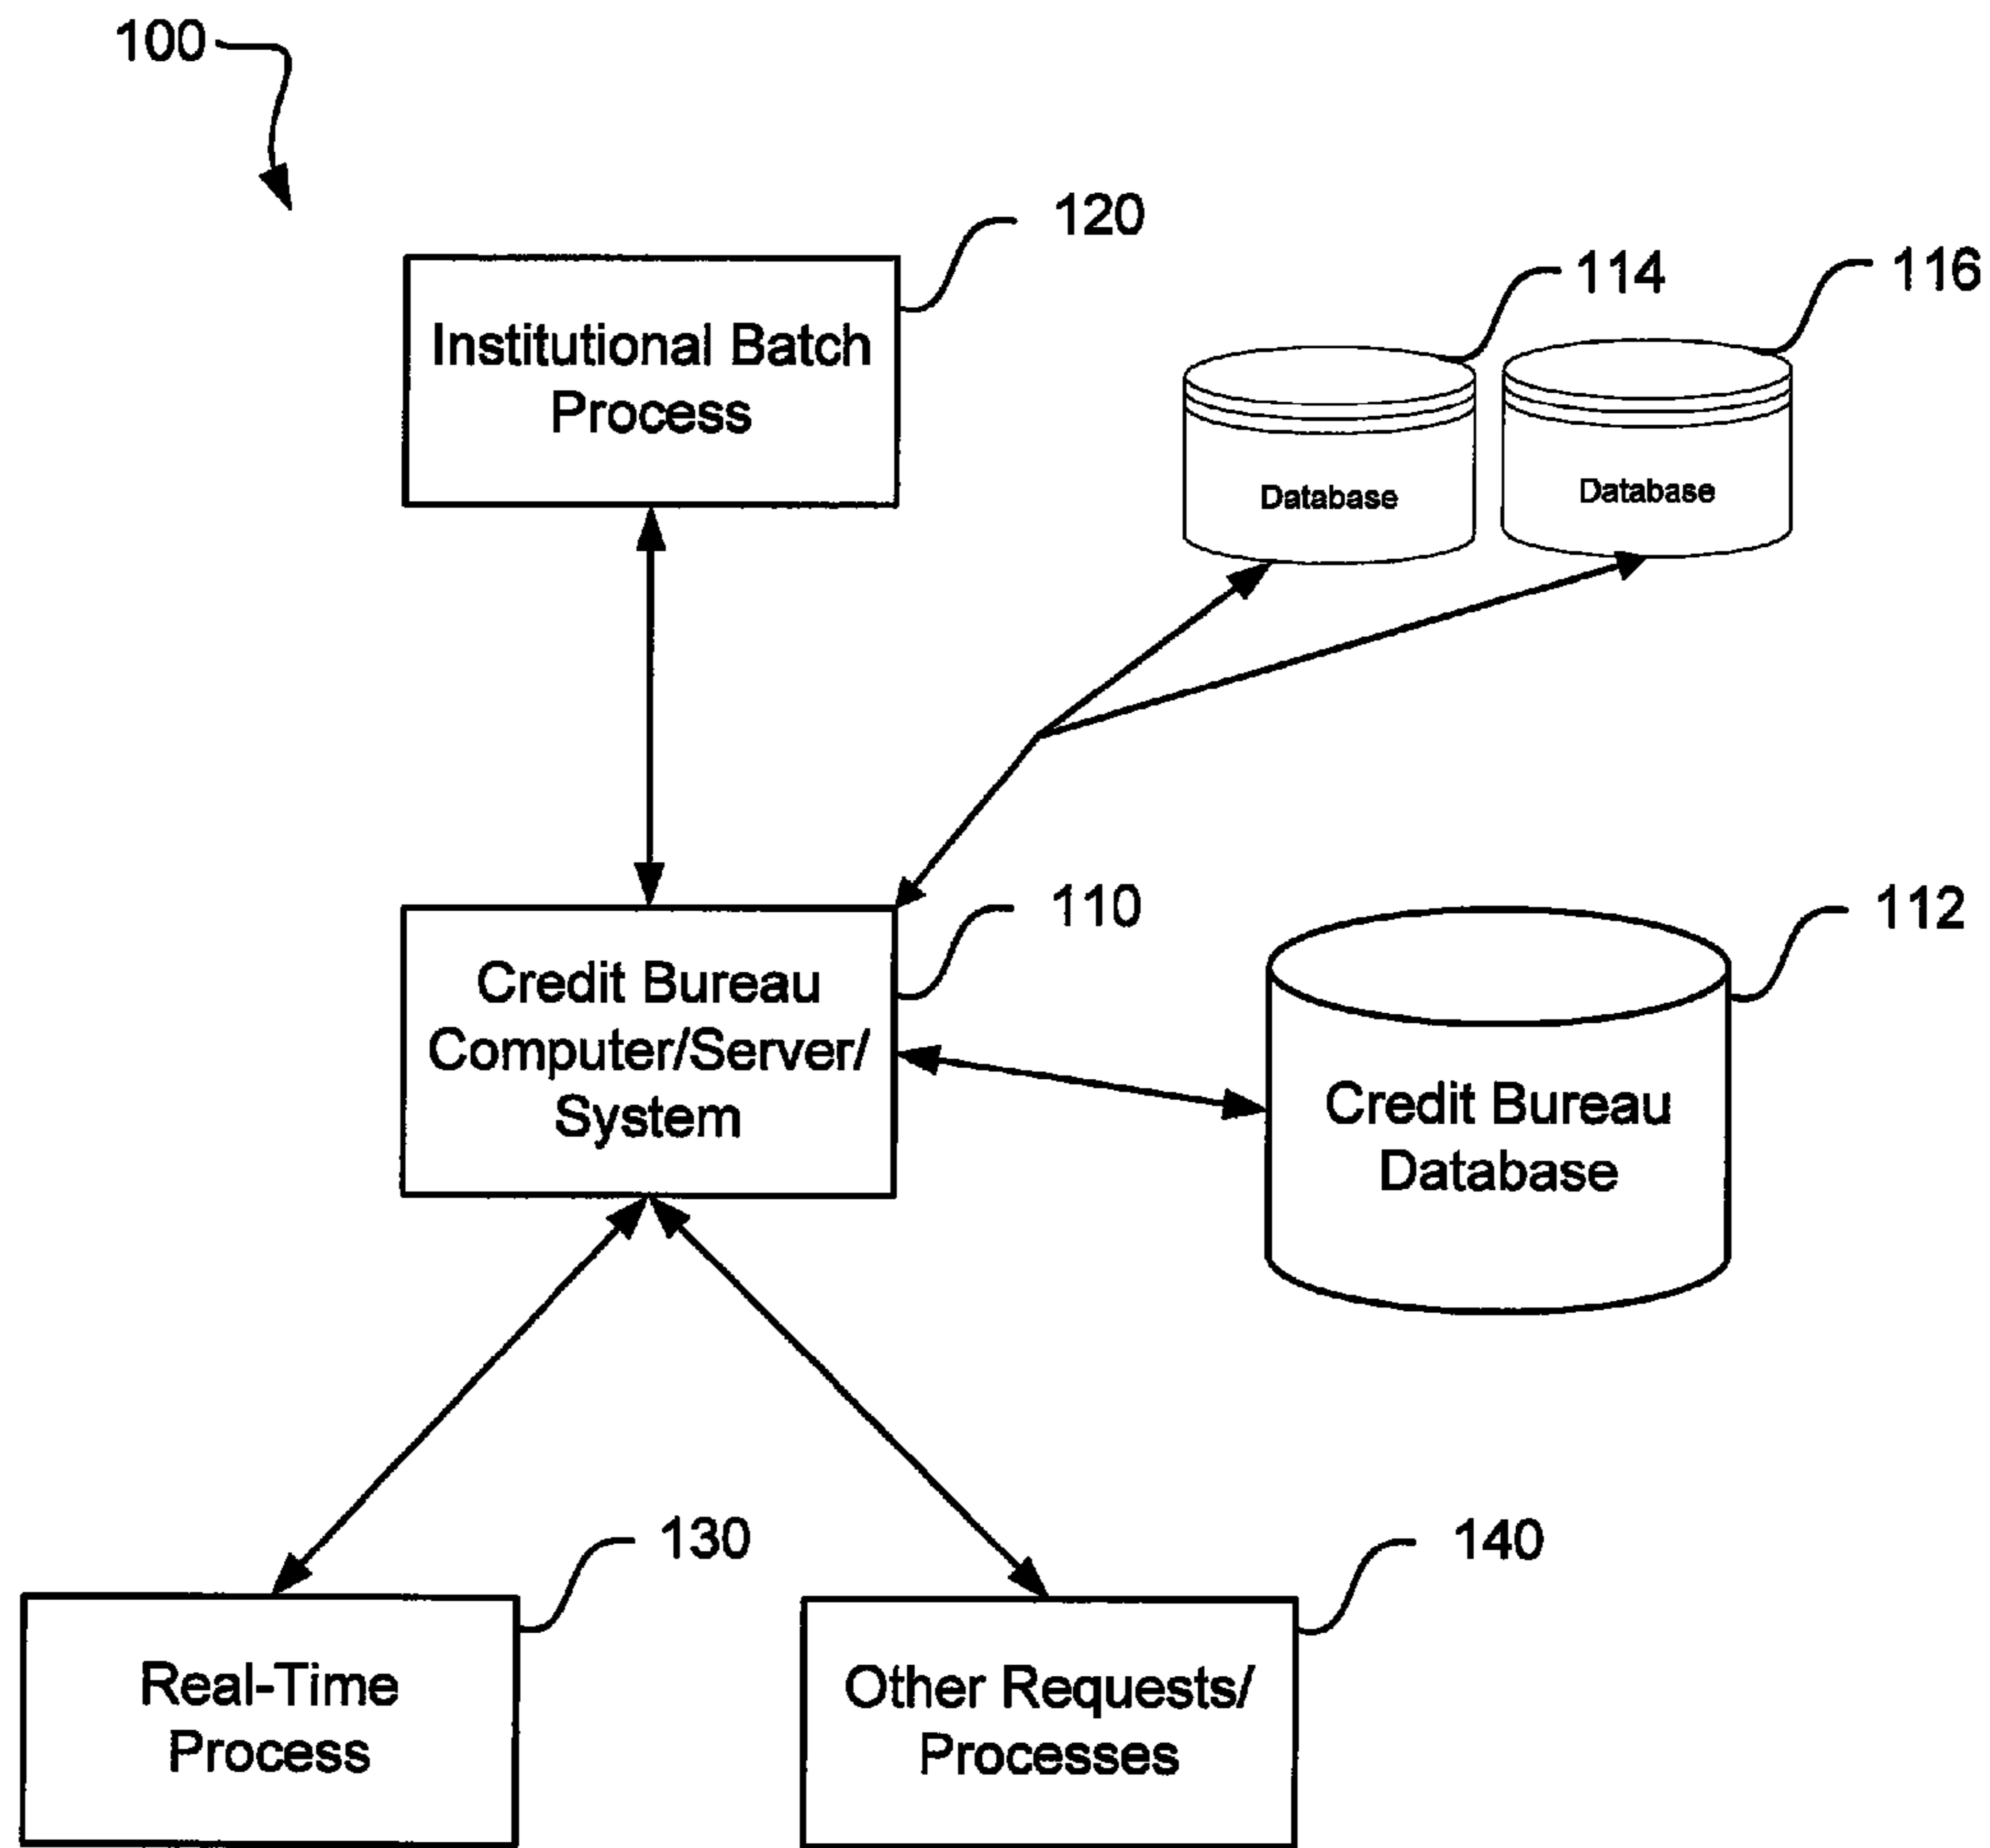 100
120
114
116
Institutional Batch
Process
Database
Database
110
112
Credit Bureau
Computer/Server/
System
Credit Bureau
Database
130
140
Real-Time
Process
Other Requests/
Processes